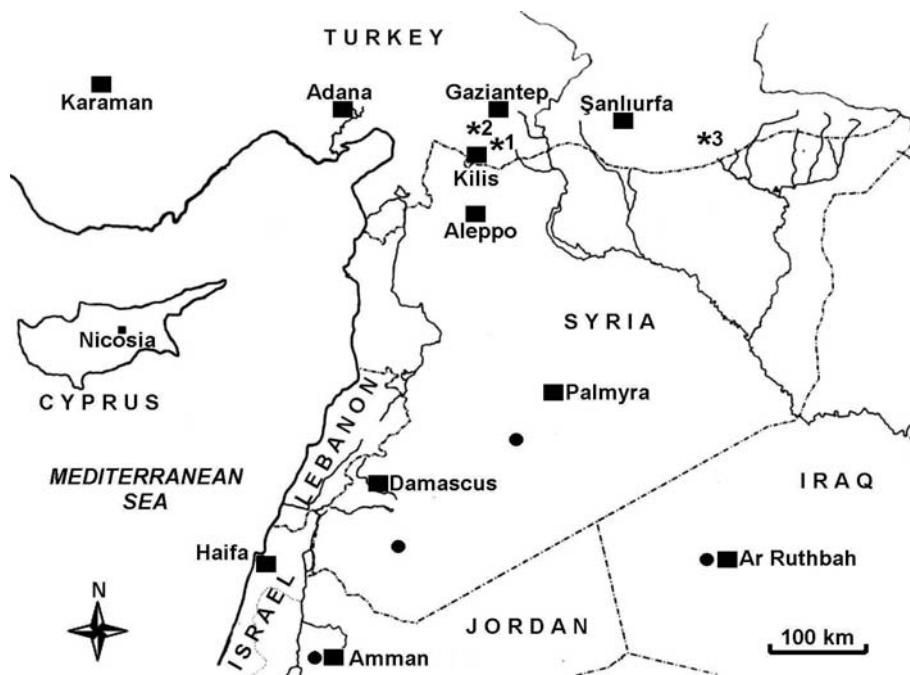 TURKEY
Karaman
Adana
Gaziantep
Şanlıurfa
*2
*1
*3
Kilis
Aleppo
SYRIA
Nicosia
CYPRUS
Palmyra
LEBANON
MEDITERRANEAN
SEA
Damascus
IRAQ
Haifa
Ar Ruthbah
ISRAEL
N
JORDAN
Amman
100 km